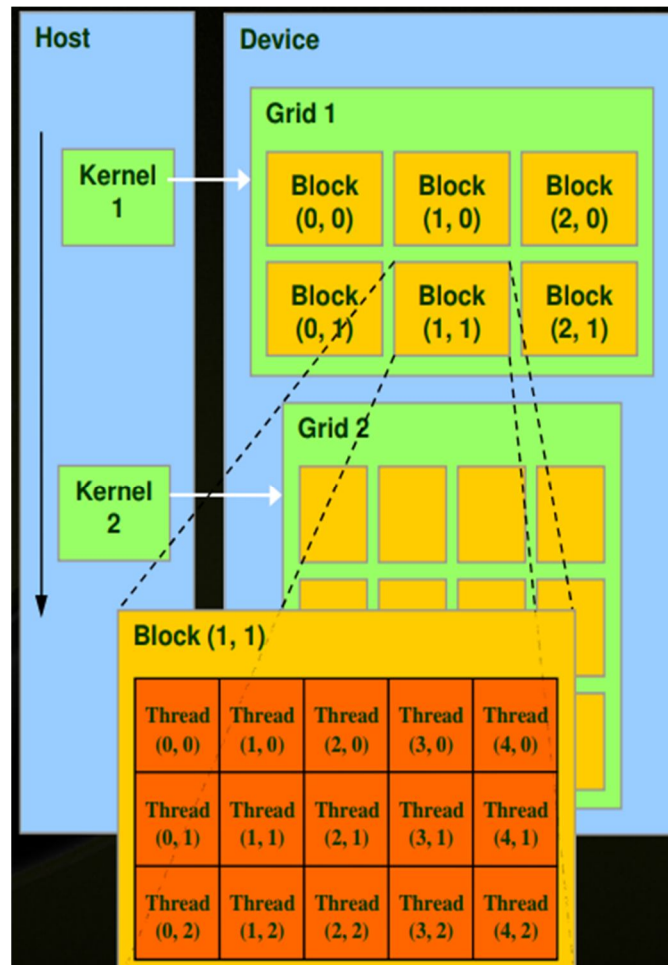 Host
Device
Grid 1
Kernel
1
Block
(0, 0)
Block
(1, 0)
Block
(2, 0)
Block
(0, 1)
Block
(1, 1)
Block
(2, 1)
Grid 2
Kernel
2
Block (1, 1)
Thread
(0, 0)
Thread
(1, 0)
Thread
(2, 0)
Thread
(3, 0)
Thread
(4, 0)
Thread
(0, 1)
Thread
(1, 1)
Thread
(2, 1)
Thread
(3, 1)
Thread
(4, 1)
Thread
(0, 2)
Thread
(1, 2)
Thread
(2, 2)
Thread
(3, 2)
Thread
(4, 2)